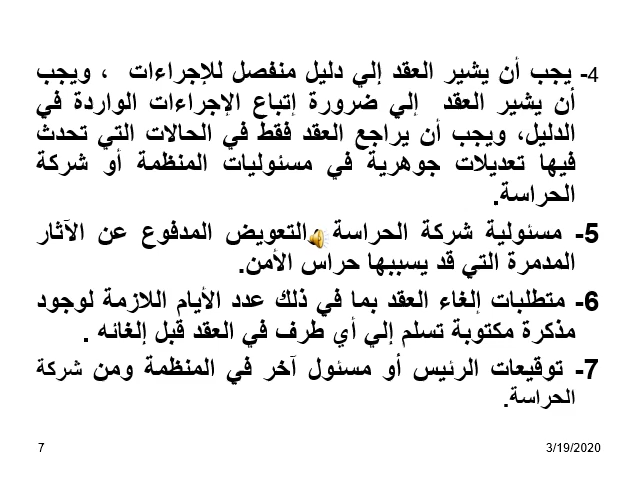 4- يجب أن يشير العقد إلي دليل منفصل للإجراءات ، ويجب
أن يشير العقد إلي ضرورة إتباع الإجراءات الواردة في
الدليل، ويجب أن يراجع العقد فقط في الحالات التي تحدث
فيها تعديلات جوهرية في مسئوليات المنظمة أو شركة
الحراسة.
5- مسئولية شركة الحراسة والتعويض المدفوع عن الآثار
المدمرة التي قد يسببها حراس الأمن.
6- متطلبات إلغاء العقد بما في ذلك عدد الأيام اللازمة لوجود
مذكرة مكتوبة تسلم إلي أي طرف في العقد قبل إلغائه .
7- توقيعات الرئيس أو مسئول آخر في المنظمة ومن شركة
الحراسة.
7
3/19/2020